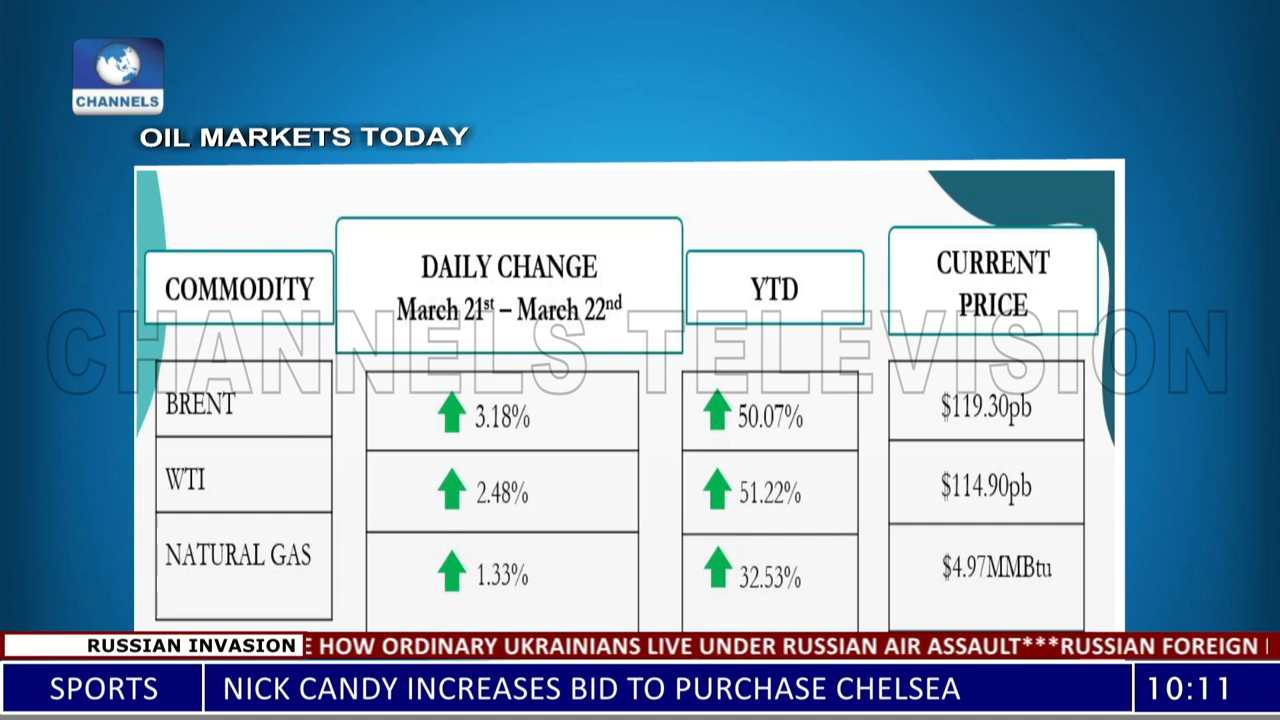 CHANNELS
OIL MARKETS TODAY
COMMODITY
DAILY CHANGE
March 21st – March 22nd
YTD
CURRENT
PRICE
CHANNELS TELEVISION
BRENT 3.18% 50.07% $119.30pb
WTI 2.48% 51.22% $114.90pb
NATURAL GAS 1.33% 32.53% $4.97MMBtu
RUSSIAN INVASION E HOW ORDINARY UKRAINIANS LIVE UNDER RUSSIAN AIR ASSAULT***RUSSIAN FOREIGN
SPORTS NICK CANDY INCREASES BID TO PURCHASE CHELSEA 10:11